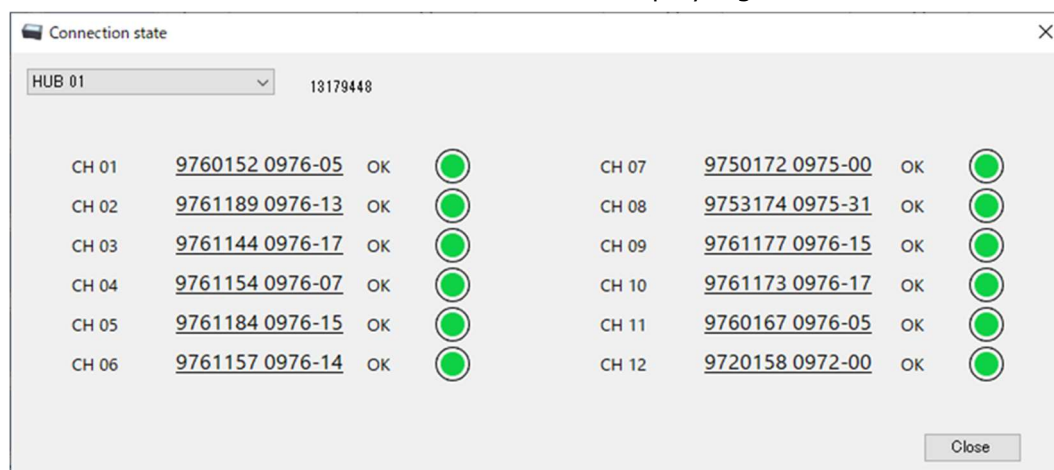 Connection state
HUB 01 13179448
CH 01 9760152 0976-05 OK CH 07 9750172 0975-00 OK
CH 02 9761189 0976-13 OK CH 08 9753174 0975-31 OK
CH 03 9761144 0976-17 OK CH 09 9761177 0976-15 OK
CH 04 9761154 0976-07 OK CH 10 9761173 0976-17 OK
CH 05 9761184 0976-15 OK CH 11 9760167 0976-05 OK
CH 06 9761157 0976-14 OK CH 12 9720158 0972-00 OK
Close